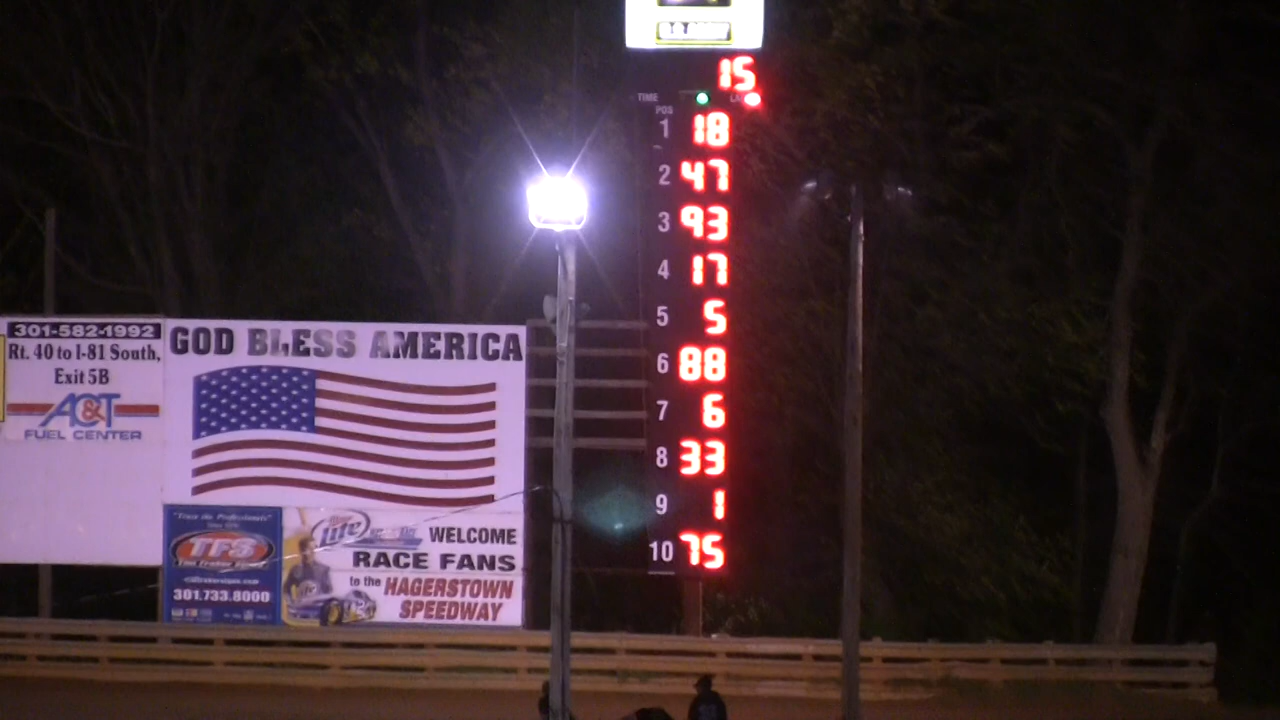 15
TIME
POS
1 18
2 47
3 93
4 17
5 5
6 88
7 6
8 33
9 1
10 75
301-582-1992
Rt. 40 to I-81 South,
Exit 5B
AC&T
FUEL CENTER
GOD BLESS AMERICA
TFS
301.733.8000
Lite
WELCOME
RACE FANS
to the HAGERSTOWN
SPEEDWAY